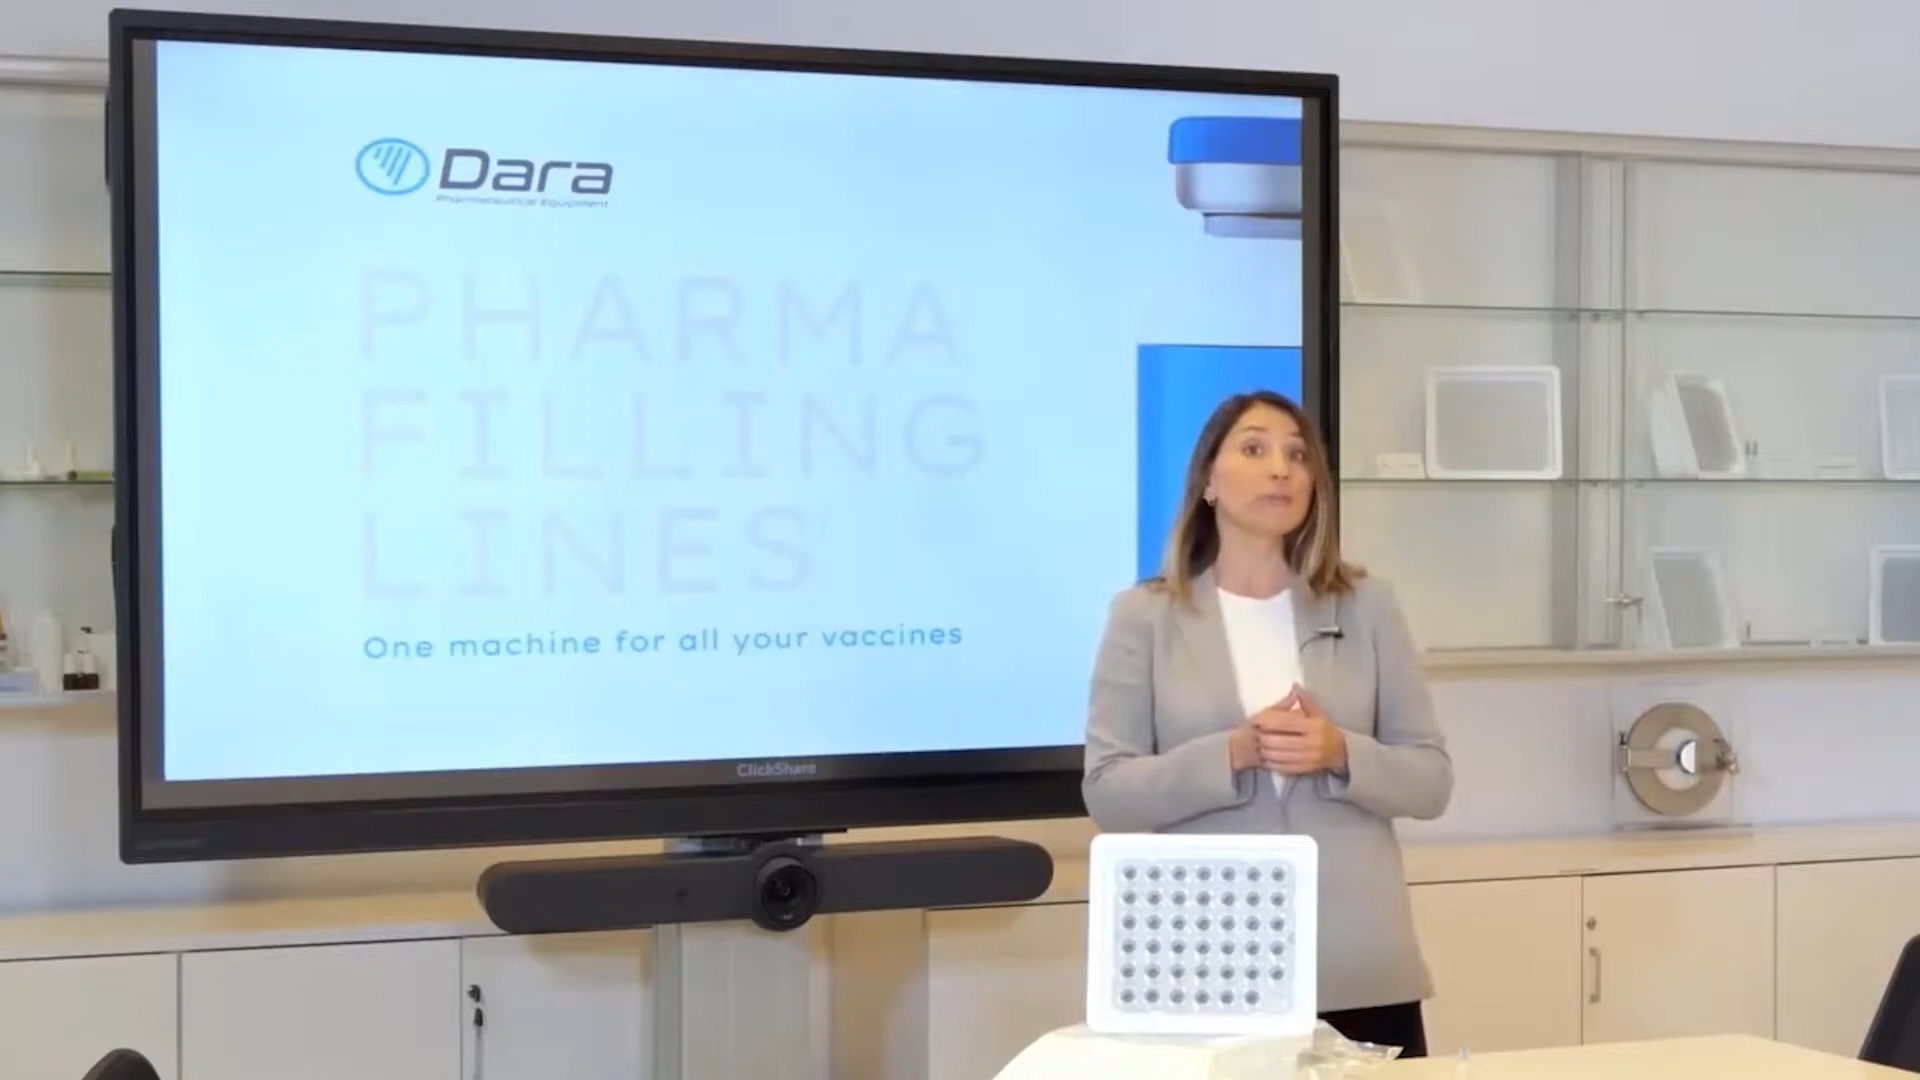 Dara
Pharmaceutical Equipment
PHARMA
FILLING
LINES
One machine for all your vaccines
ClickShare